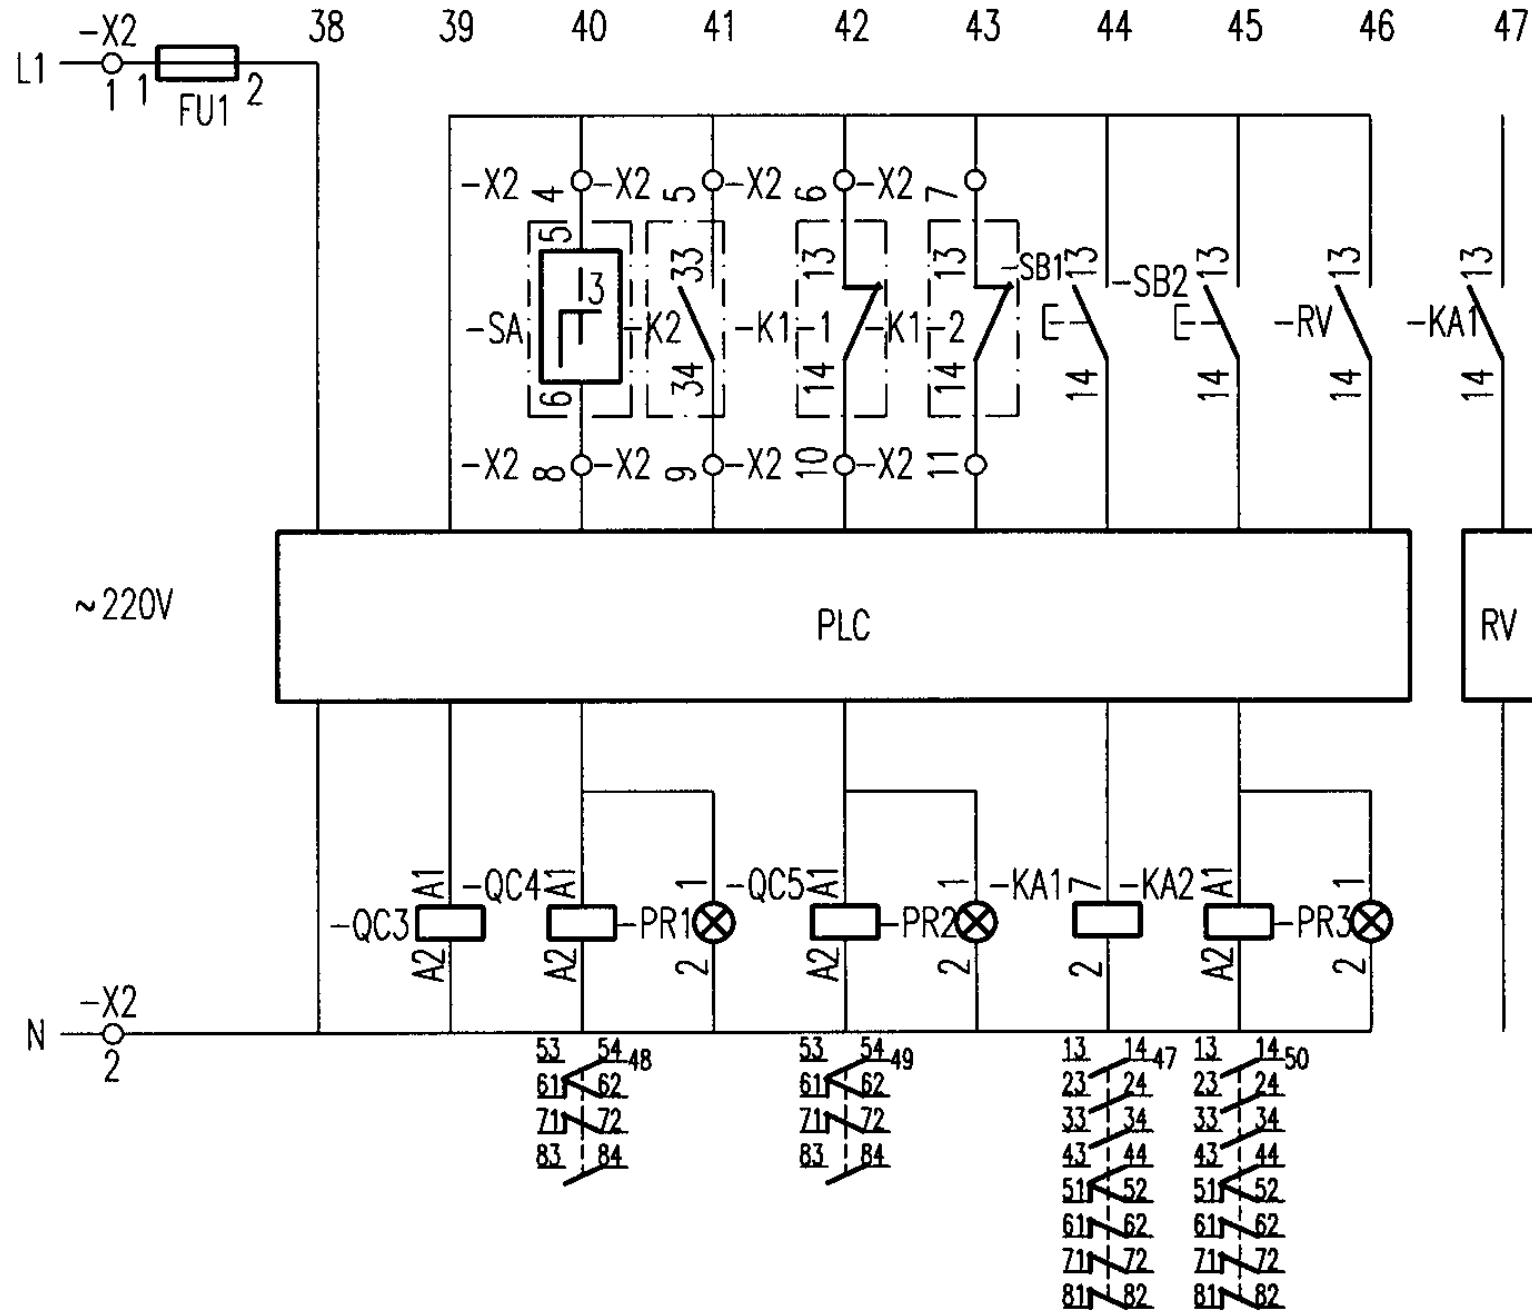 38 39 40 41 42 43 44 45 46 47
-X2
L1 1 1 2
FU1
-X2 4 -X2 5 -X2 6 -X2 7
5 33 13 13 -SB1 13 -SB2 13 13 13
3
-SA -K2 -K1-1 -K1-2 -RV -KA1
6 34 14 14 14 14 14 14
-X2 8 -X2 9 -X2 10 -X2 11
~220V PLC RV
A1 -QC4 A1 1 -QC5 A1 1 -KA1 7 -KA2 A1 1
-QC3 -PR1 -PR2 -PR3
A2 A2 2 A2 2 2 A2 2
-X2
N
2
53 54 48 53 54 49 13 14 47 13 14 50
61 62 61 62 23 24 23 24
71 72 71 72 33 34 33 34
83 84 83 84 43 44 43 44
51 52 51 52
61 62 61 62
71 72 71 72
81 82 81 82